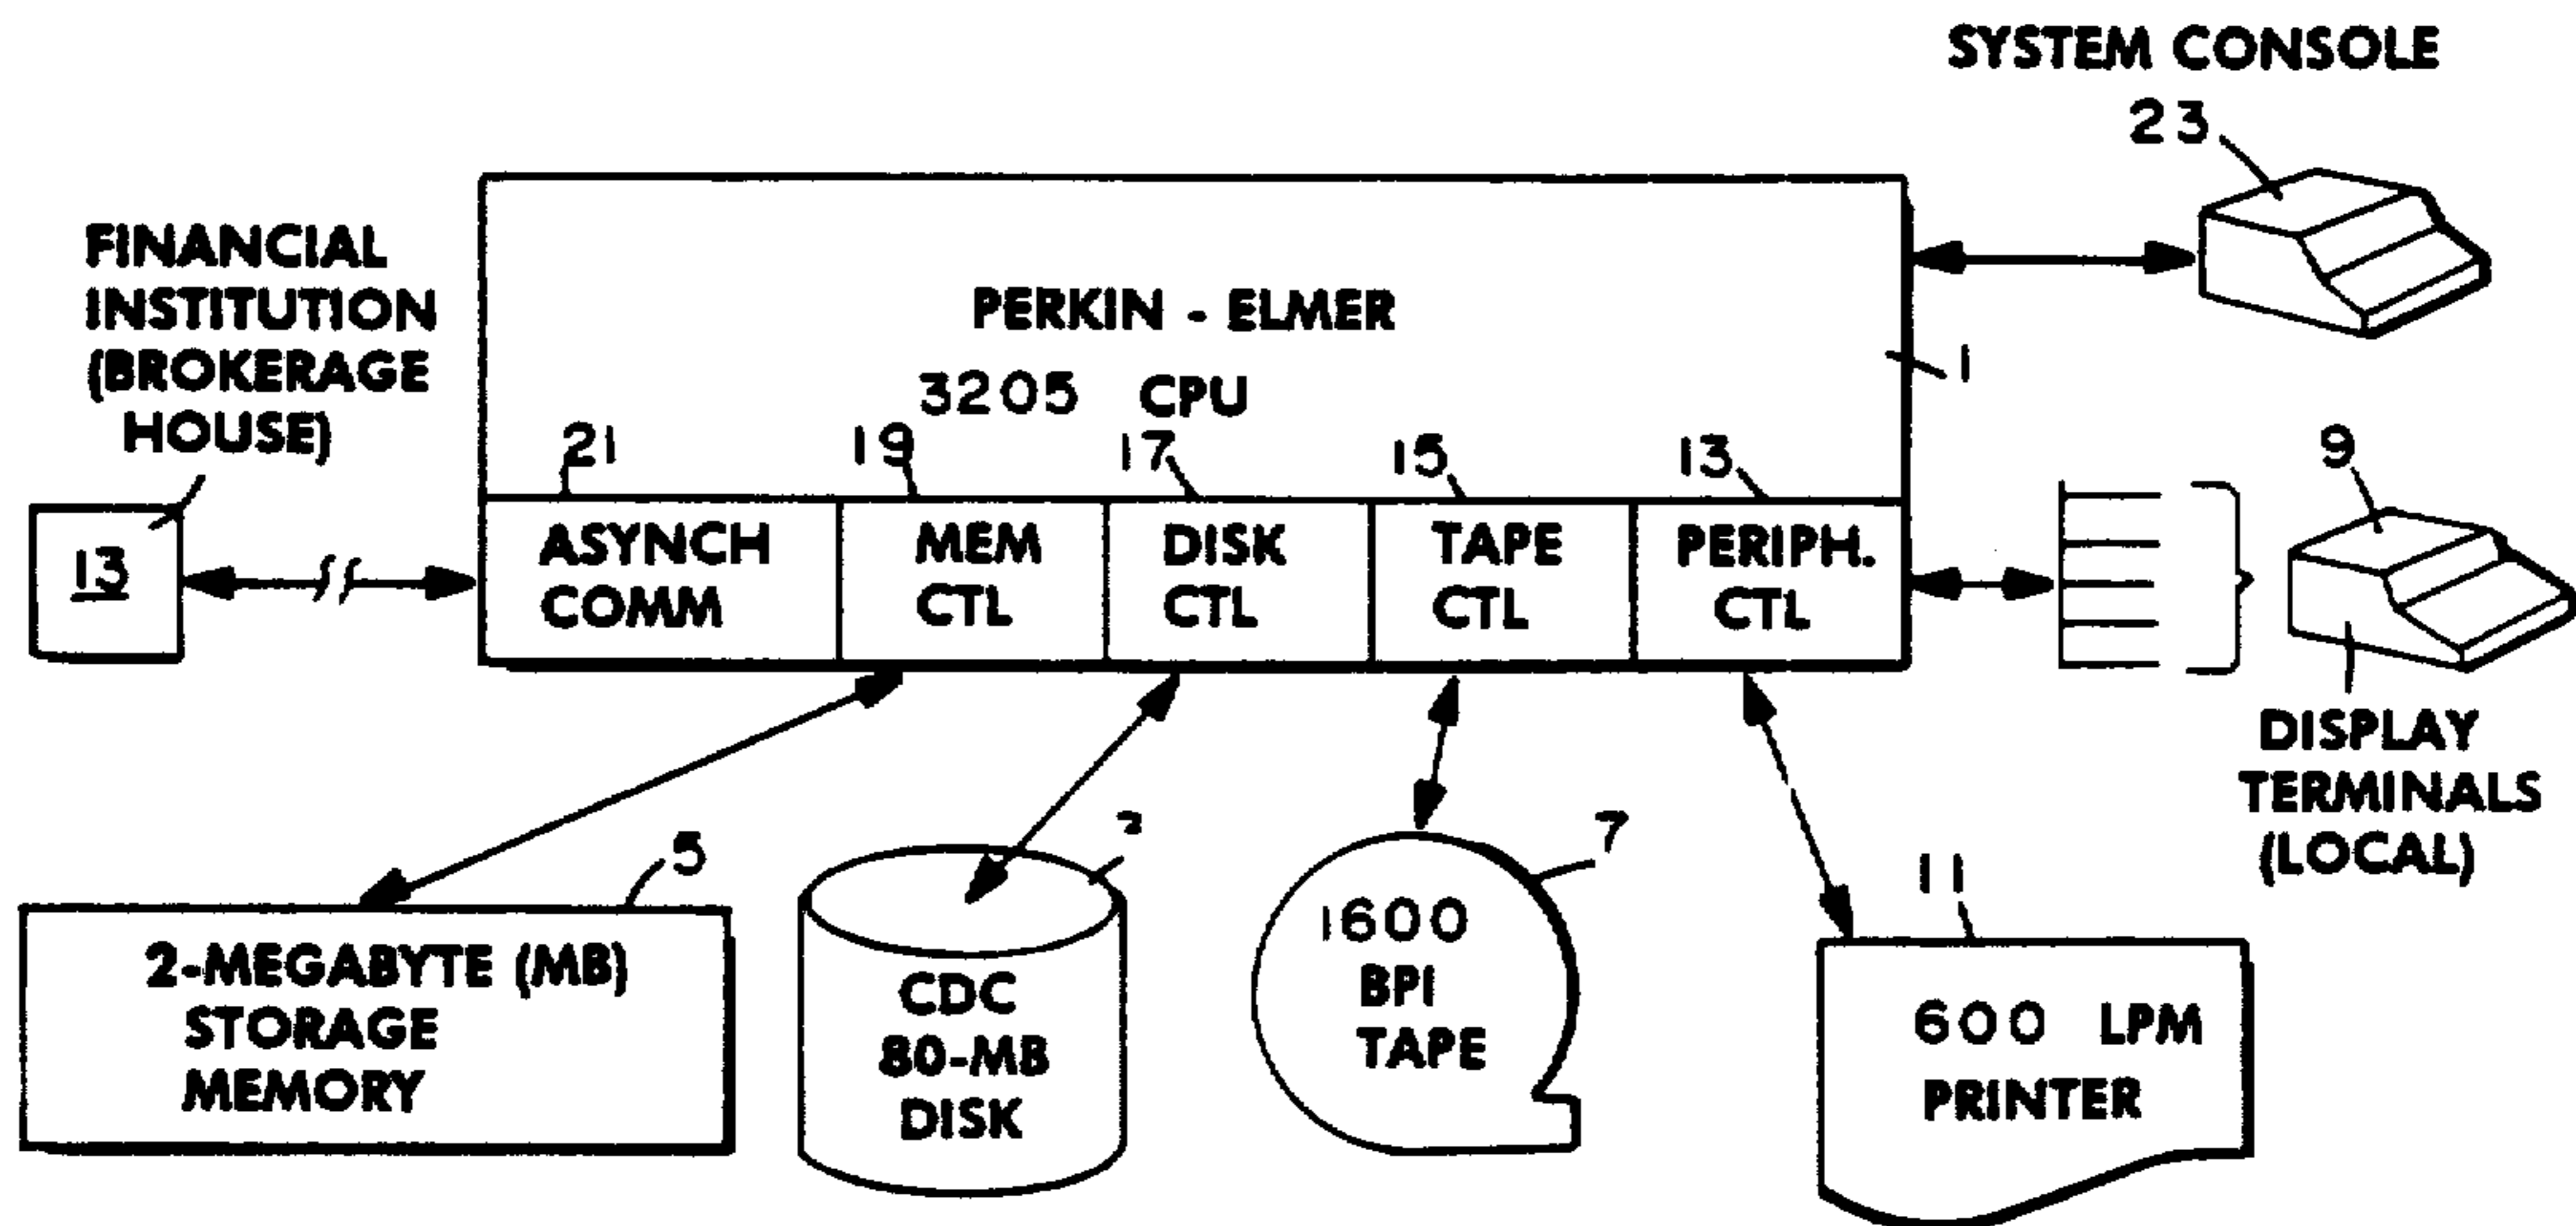 SYSTEM CONSOLE
23
FINANCIAL
INSTITUTION
(BROKERAGE
HOUSE)
13
PERKIN - ELMER
3205 CPU
1
21
19
17
15
13
ASYNCH
COMM
MEM
CTL
DISK
CTL
TAPE
CTL
PERIPH.
CTL
9
DISPLAY
TERMINALS
(LOCAL)
5
2-MEGABYTE (MB)
STORAGE
MEMORY
CDC
80-MB
DISK
7
1600
BPI
TAPE
11
600 LPM
PRINTER